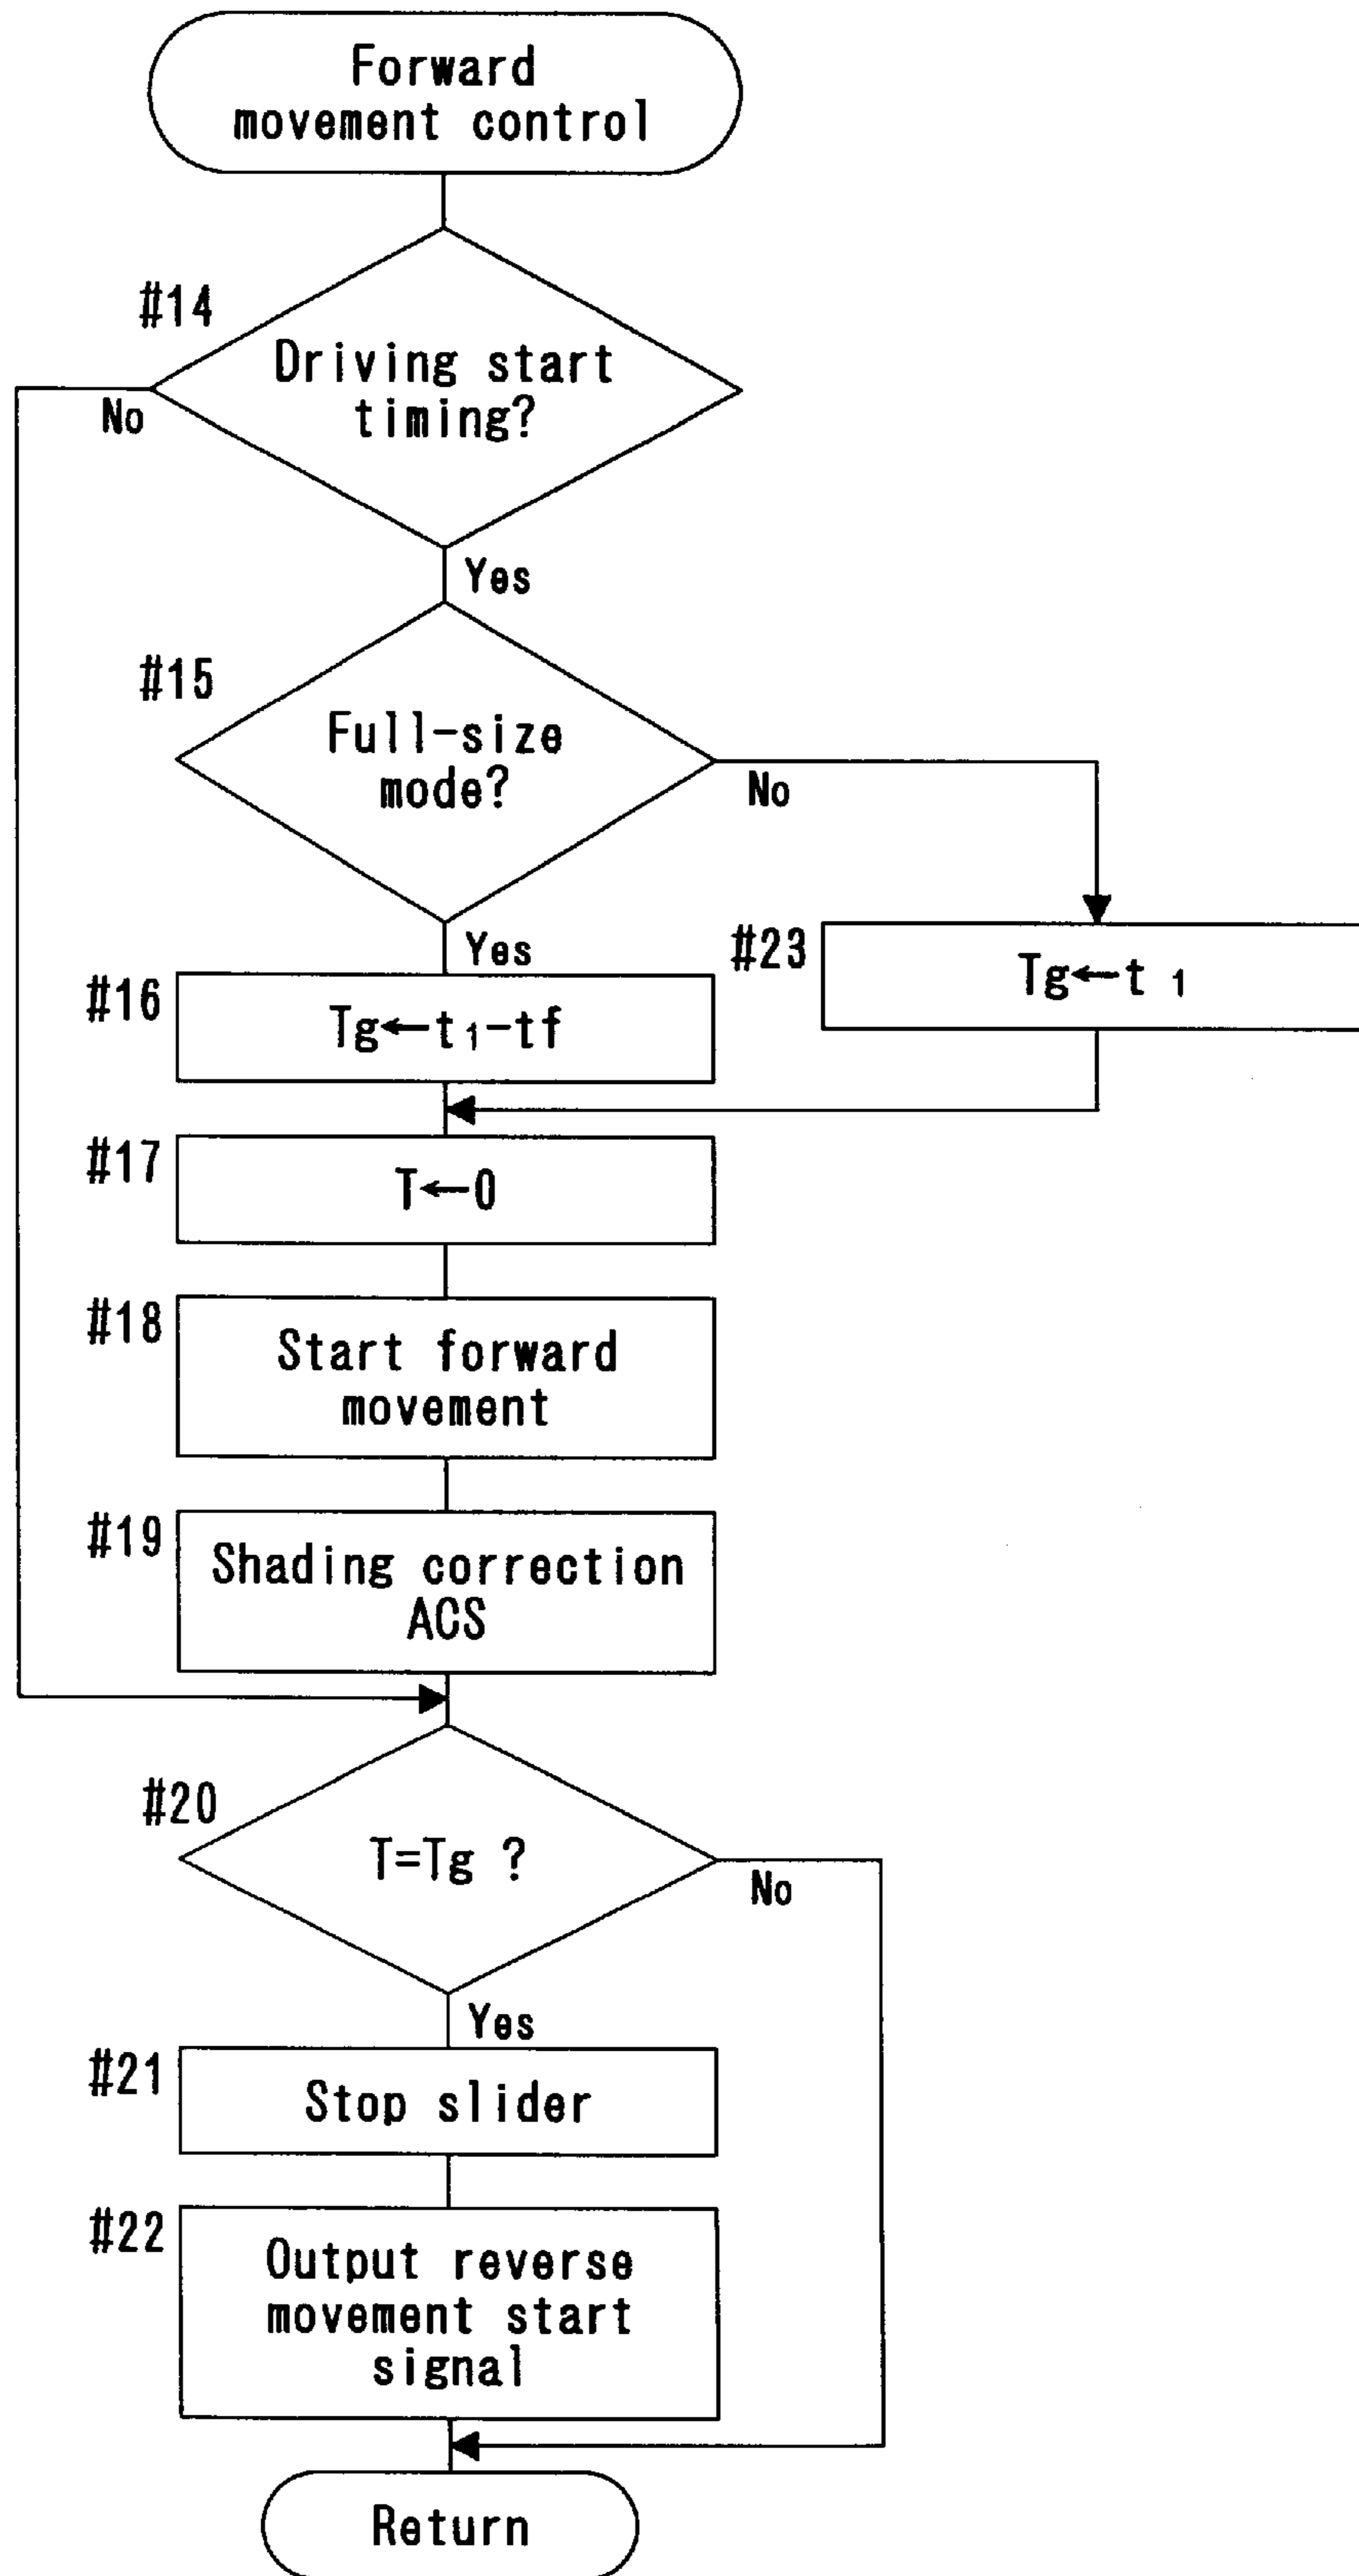 Forward
movement control
#14
Driving start
timing?
No
Yes
#15
Full-size
mode?
No
Yes
#16
Tg←t₁-tf
#23
Tg←t₁
#17
T←0
#18
Start forward
movement
#19
Shading correction
ACS
#20
T=Tg ?
No
Yes
#21
Stop slider
#22
Output reverse
movement start
signal
Return